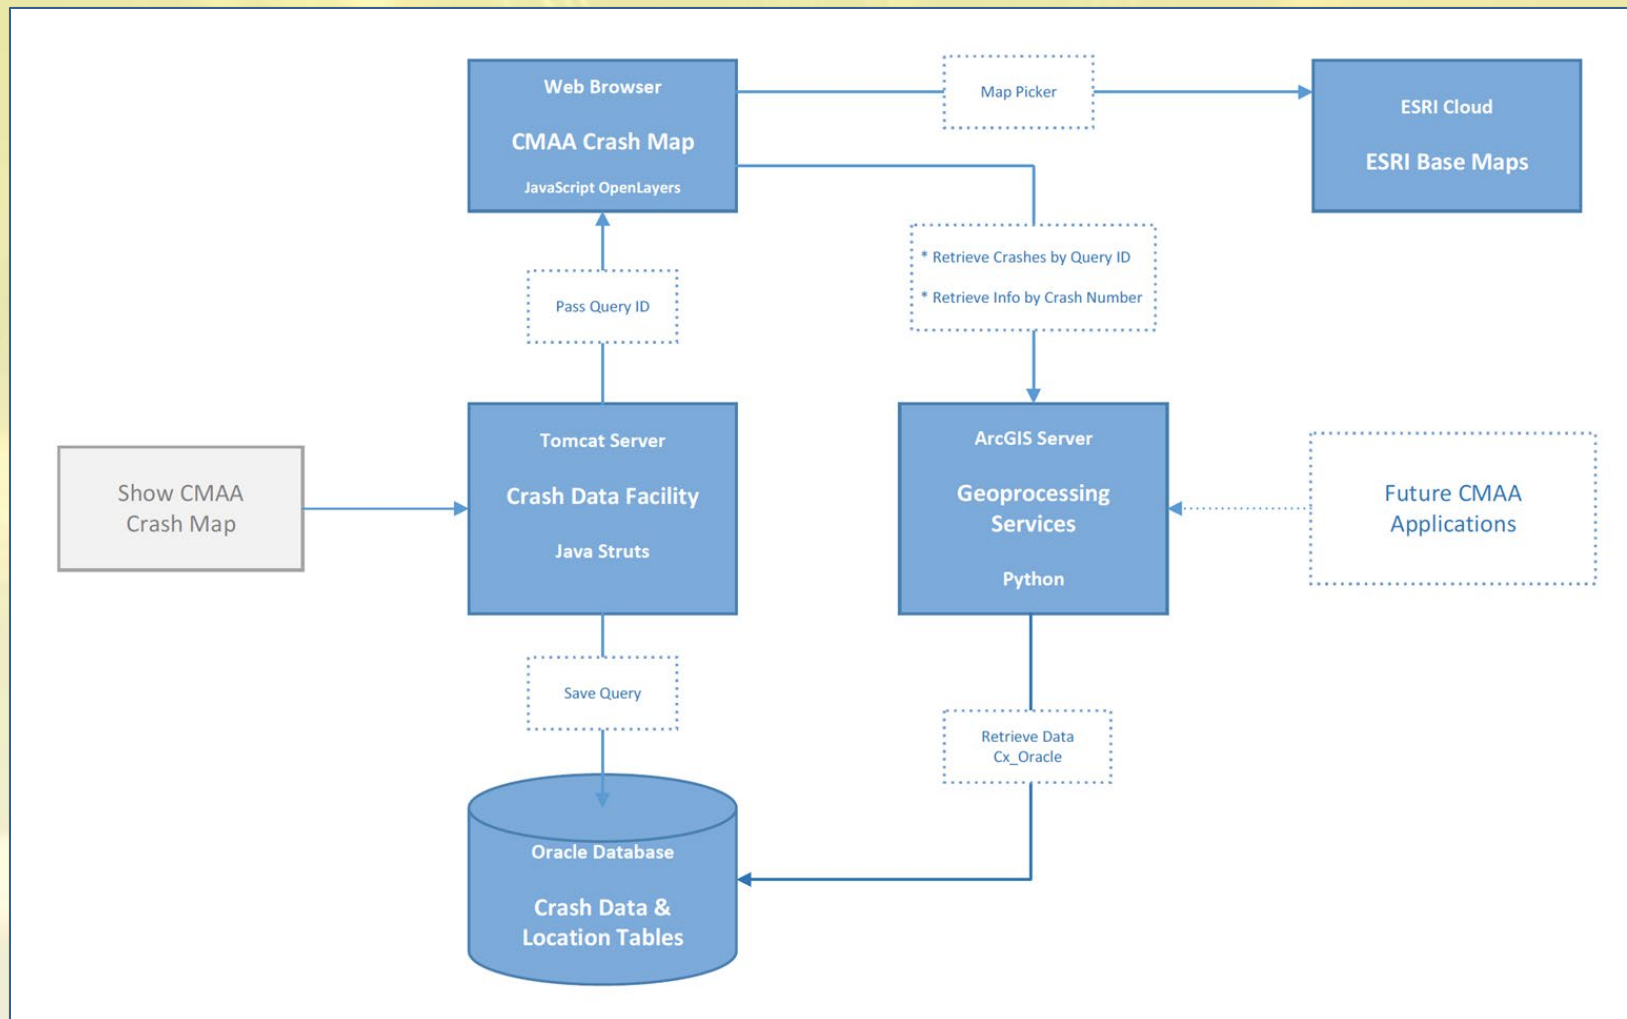 Web Browser
CMAA Crash Map
JavaScript OpenLayers
Map Picker
ESRI Cloud
ESRI Base Maps
Pass Query ID
* Retrieve Crashes by Query ID
* Retrieve Info by Crash Number
Show CMAA
Crash Map
Tomcat Server
Crash Data Facility
Java Struts
ArcGIS Server
Geoprocessing
Services
Python
Future CMAA
Applications
Save Query
Retrieve Data
Cx_Oracle
Oracle Database
Crash Data &
Location Tables